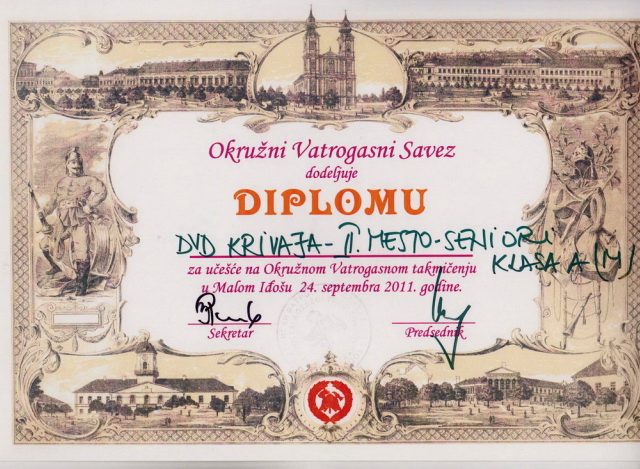 Okružni Vatrogasni Savez
dodeljuje
DIPLOMU
DVD KRIVAJA - II. MESTO - SENIORI
KLASA A (M)
za učešće na Okružnom Vatrogasnom takmičenju
u Malom Iđošu 24. septembra 2011. godine.
Sekretar
Predsednik